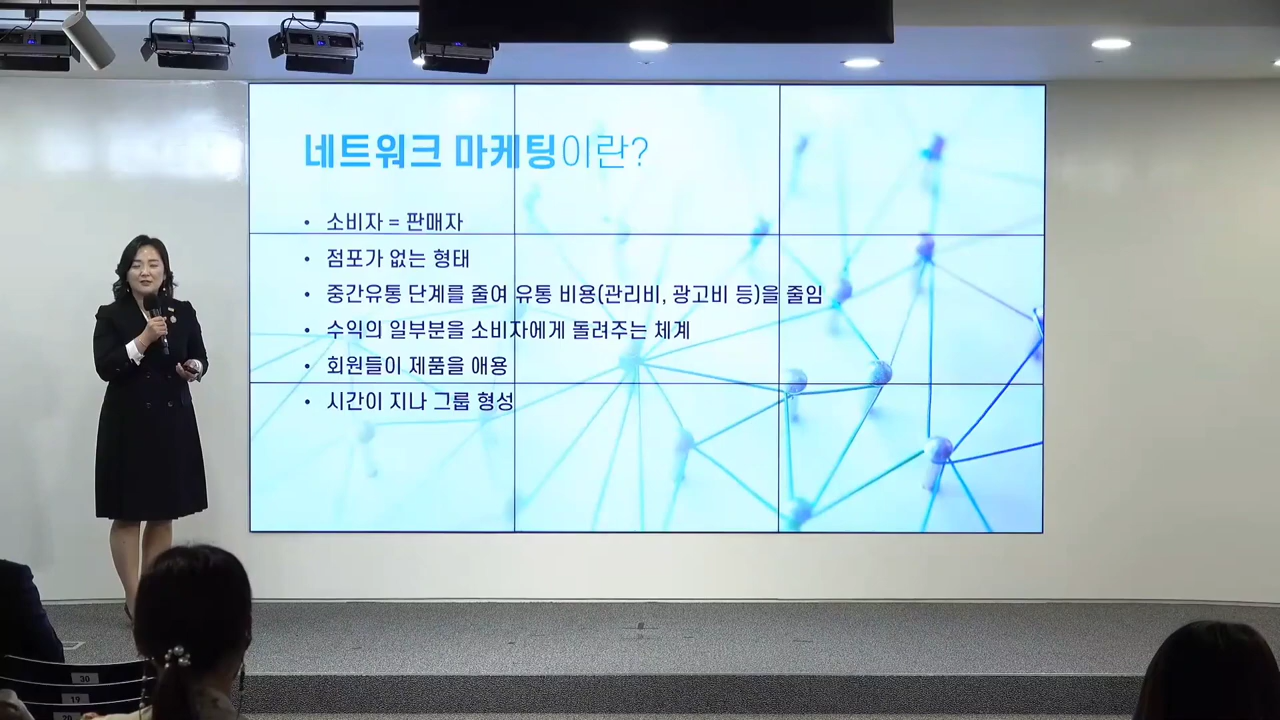 네트워크 마케팅이란?
• 소비자 = 판매자
• 점포가 없는 형태
• 중간유통 단계를 줄여 유통 비용(관리비, 광고비 등)을 줄임
• 수익의 일부분을 소비자에게 돌려주는 체계
• 회원들이 제품을 애용
• 시간이 지나 그룹 형성
30
19
20